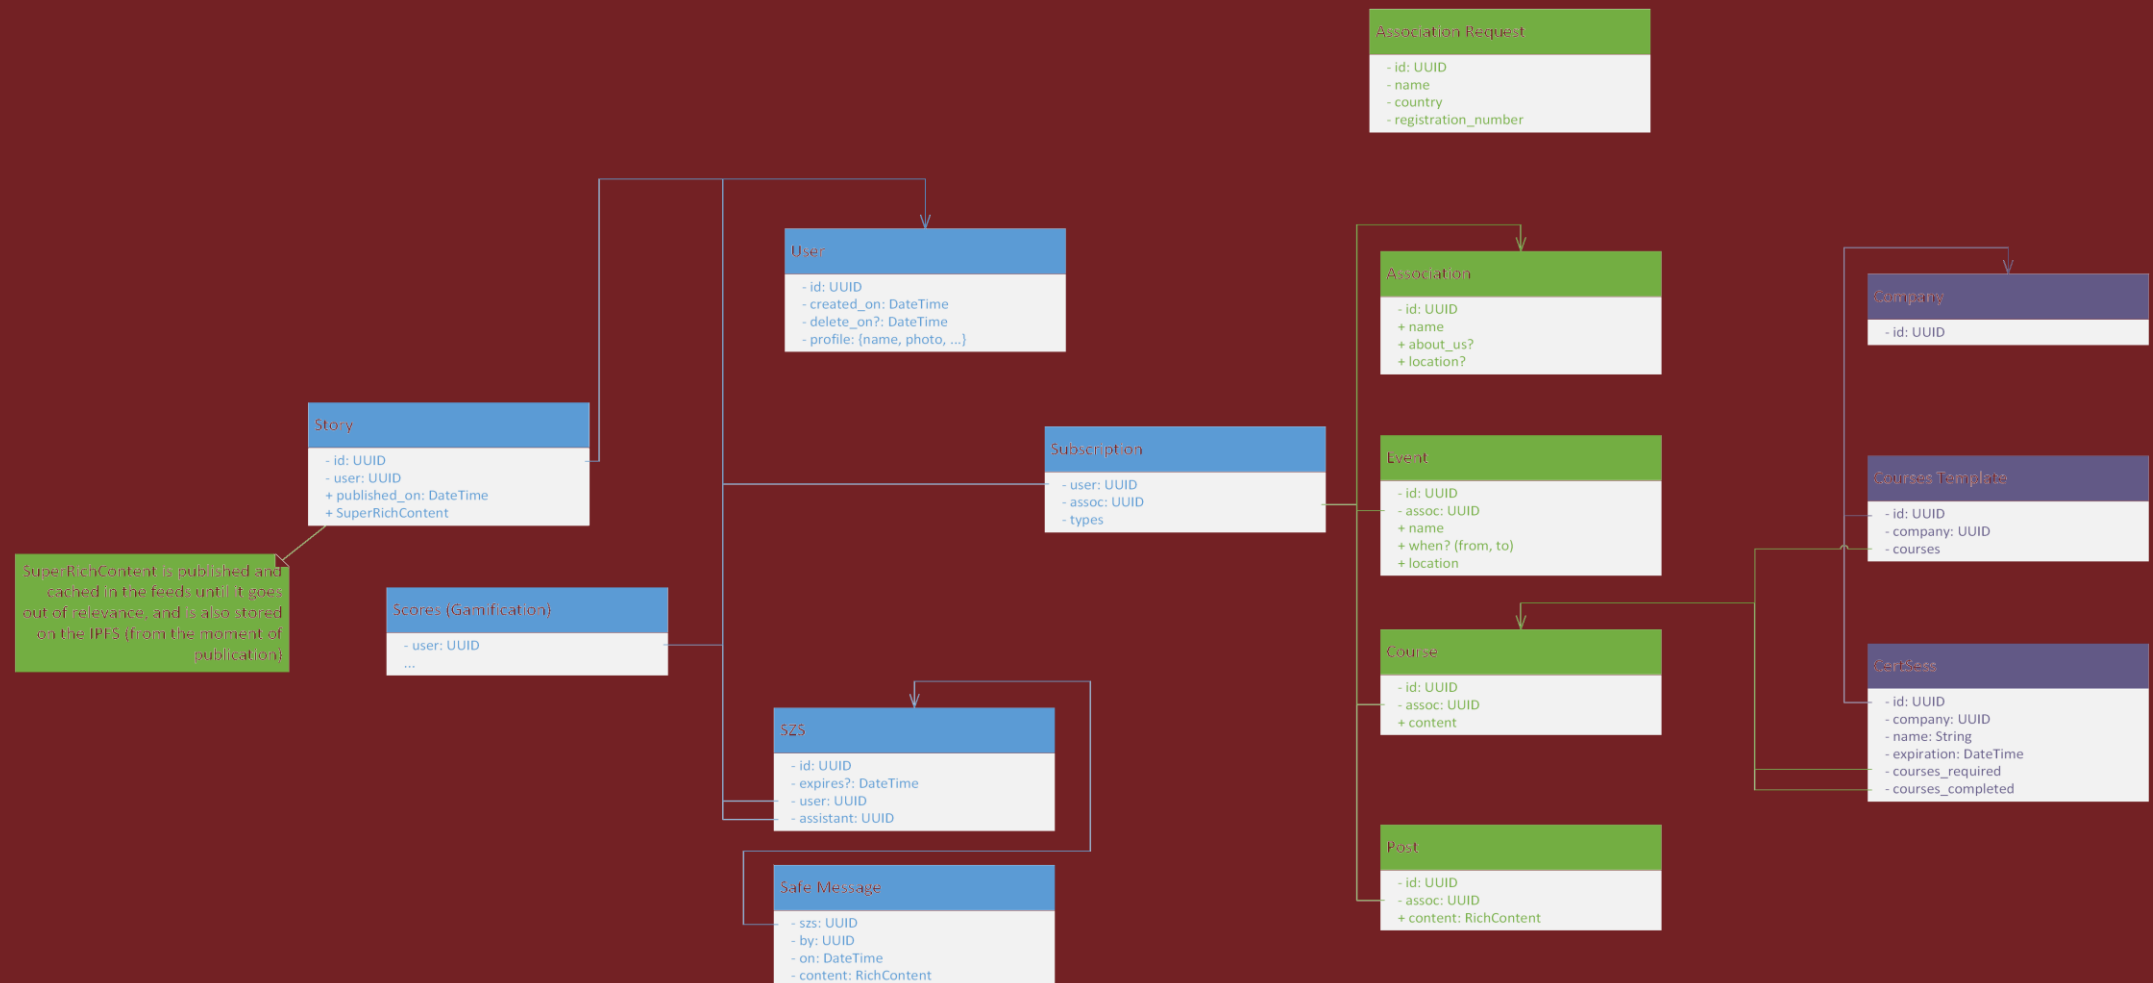 Association Request
- id: UUID
- name
- country
- registration_number
User
- id: UUID
- created_on: DateTime
- delete_on?: DateTime
- profile: {name, photo, ...}
Association
- id: UUID
+ name
+ about_us?
+ location?
Company
- id: UUID
Story
- id: UUID
- user: UUID
+ published_on: DateTime
+ SuperRichContent
SuperRichContent is published and
cached in the feeds until it goes
out of relevance, and is also stored
on the IPFS (from the moment of
publication)
Subscription
- user: UUID
- assoc: UUID
- types
Event
- id: UUID
- assoc: UUID
+ name
+ when? (from, to)
+ location
Courses Template
- id: UUID
- company: UUID
- courses
Scores (Gamification)
- user: UUID
...
Course
- id: UUID
- assoc: UUID
+ content
CertSess
- id: UUID
- company: UUID
- name: String
- expiration: DateTime
- courses_required
- courses_completed
SZS
- id: UUID
- expires?: DateTime
- user: UUID
- assistant: UUID
Safe Message
- szs: UUID
- by: UUID
- on: DateTime
- content: RichContent
Post
- id: UUID
- assoc: UUID
+ content: RichContent